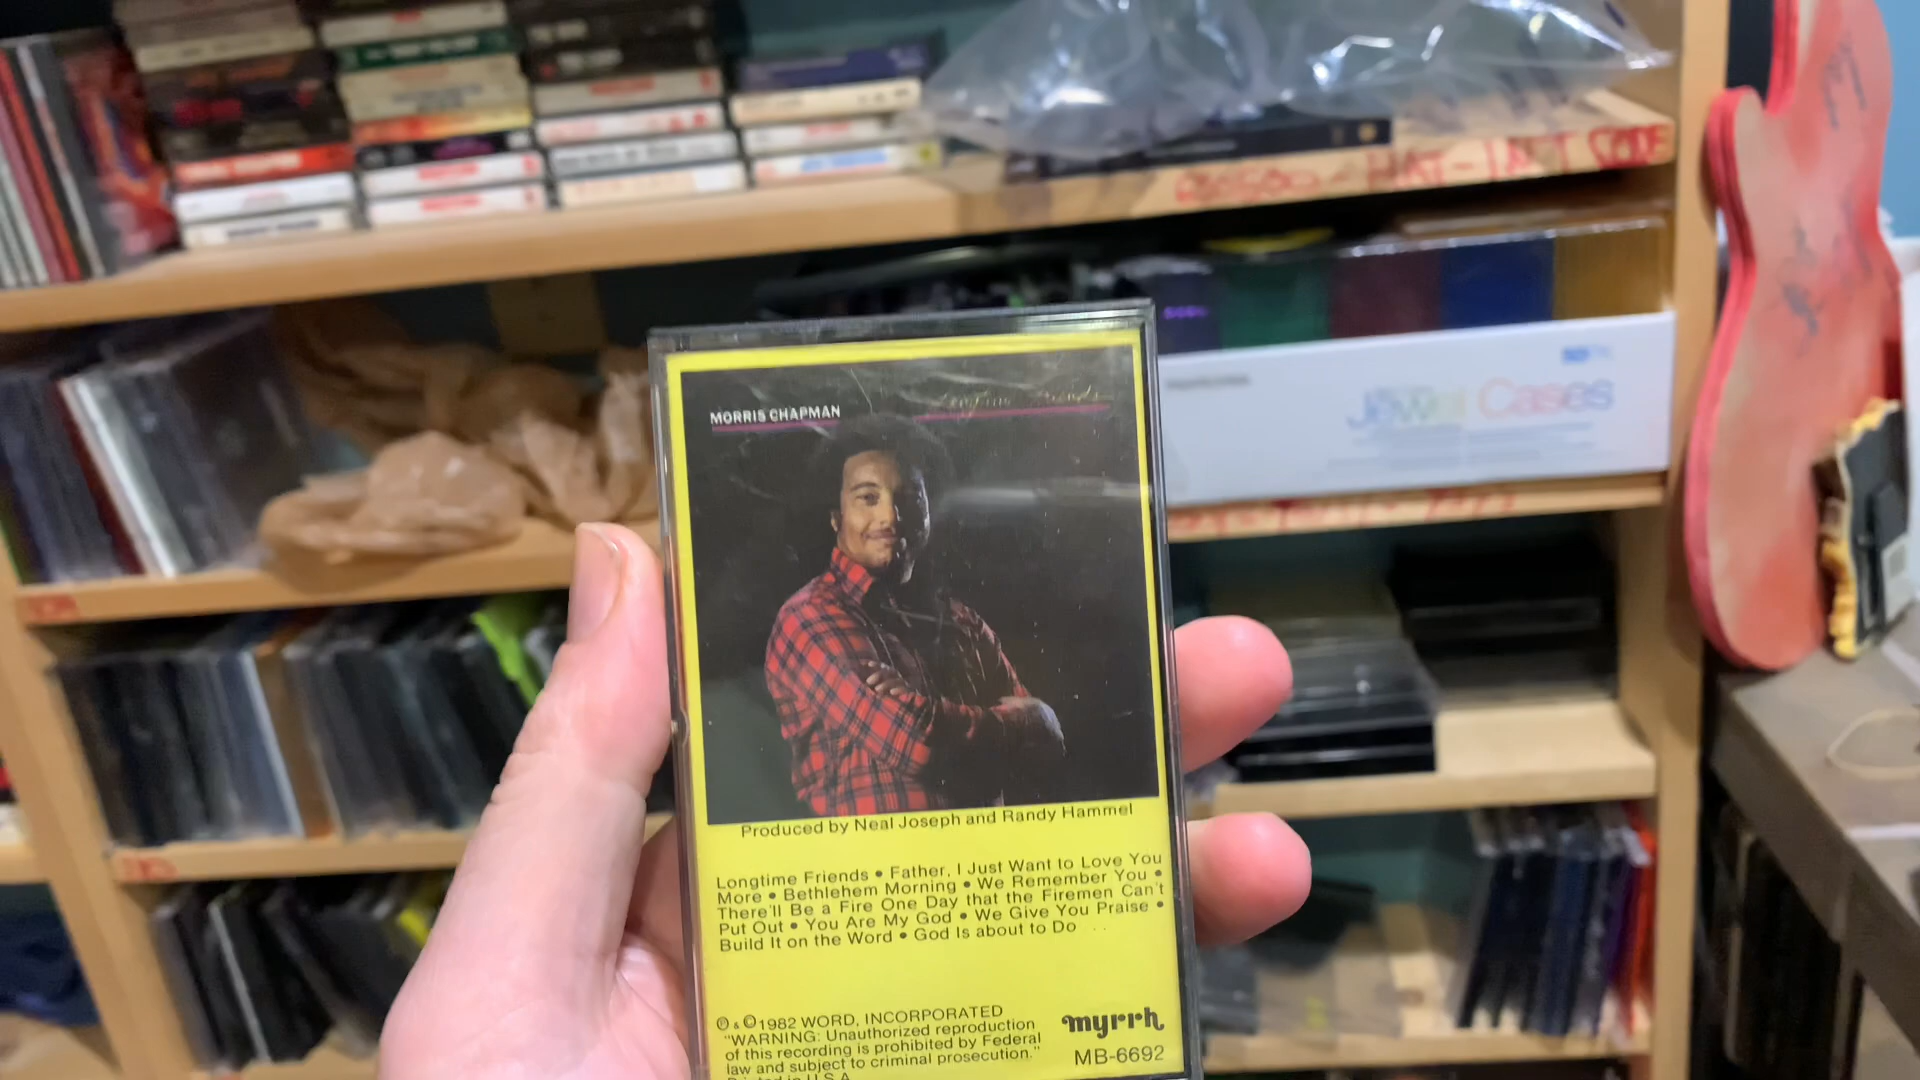 HAT-
Jewel Cases
MORRIS CHAPMAN
Longtime Friends
Produced by Neal Joseph and Randy Hammel
Longtime Friends • Father, I Just Want to Love You
More • Bethlehem Morning • We Remember You •
There'll Be a Fire One Day that the Firemen Can't
Put Out • You Are My God • We Give You Praise •
Build It on the Word • God Is about to Do
℗ & © 1982 WORD, INCORPORATED
"WARNING: Unauthorized reproduction
of this recording is prohibited by Federal
law and subject to criminal prosecution."
Printed in U.S.A.
myrrh
MB-6692